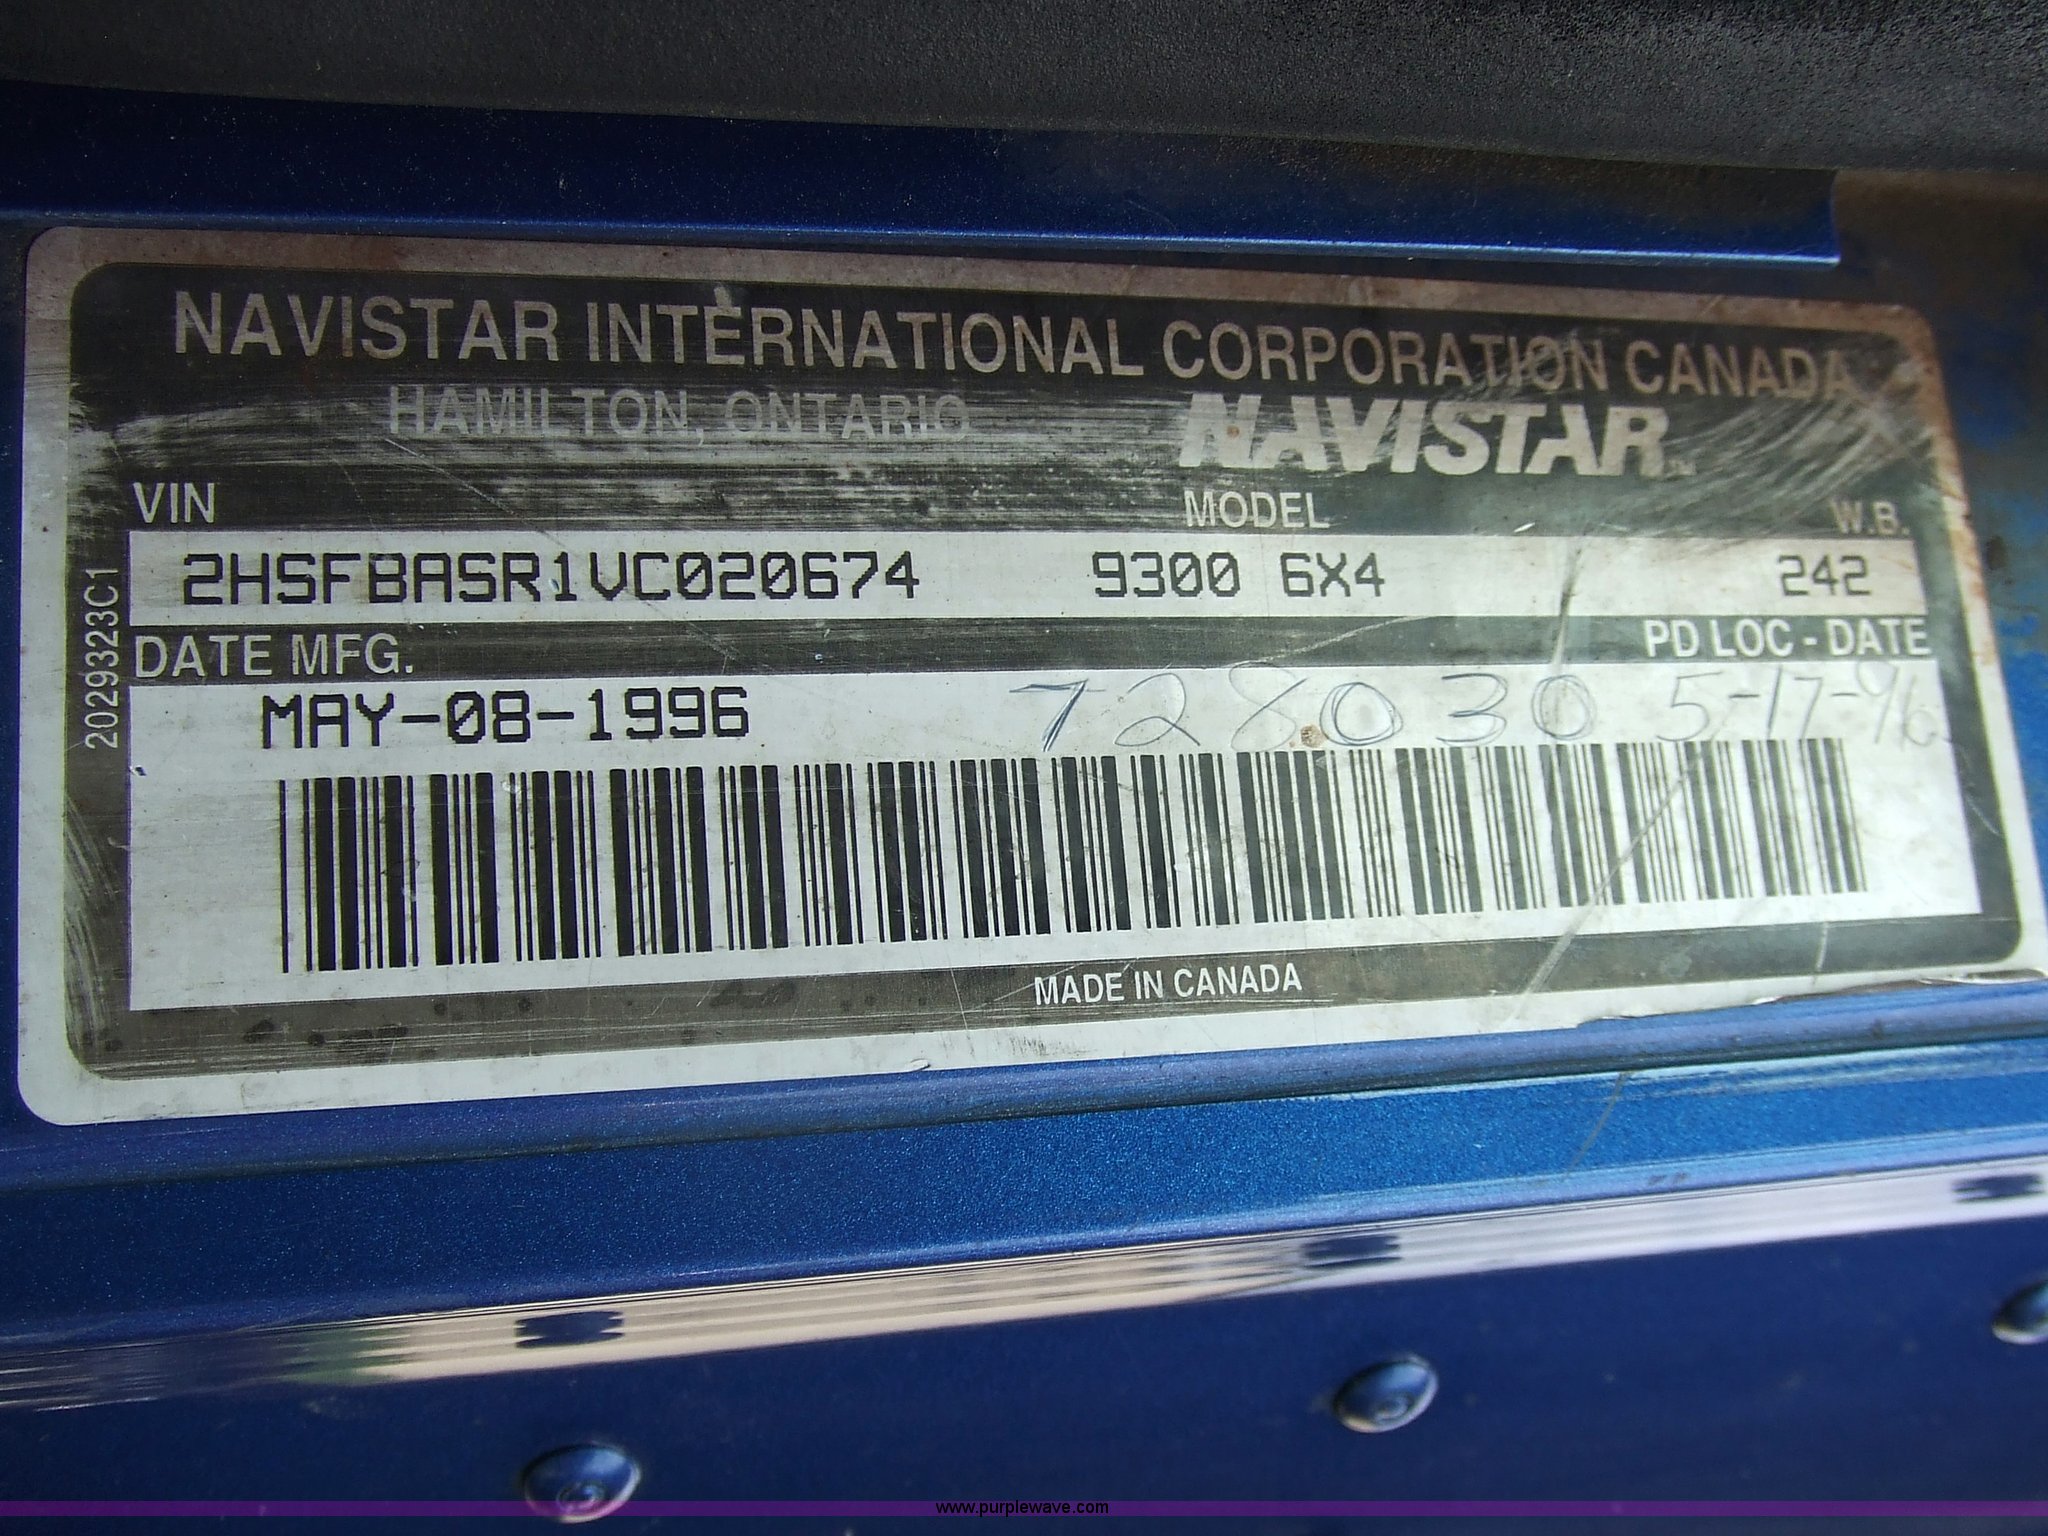 NAVISTAR INTERNATIONAL CORPORATION CANADA
HAMILTON, ONTARIO NAVISTAR
VIN MODEL W.B.
2HSFBASR1VC020674 9300 6X4 242
DATE MFG. PD LOC - DATE
MAY-08-1996 728030 5-17-96
2029323C1
MADE IN CANADA
www.purplewave.com